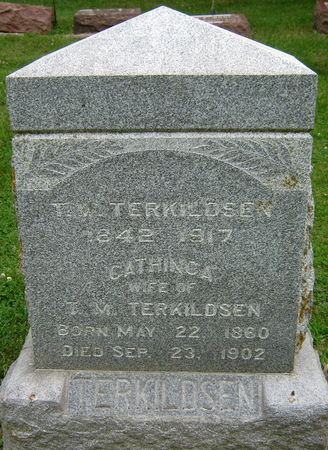 T. M. TERKILDSEN
1842 1917
CATHINCA
WIFE OF
T. M. TERKILDSEN
BORN MAY 22, 1860
DIED SEP. 23, 1902
TERKILDSEN